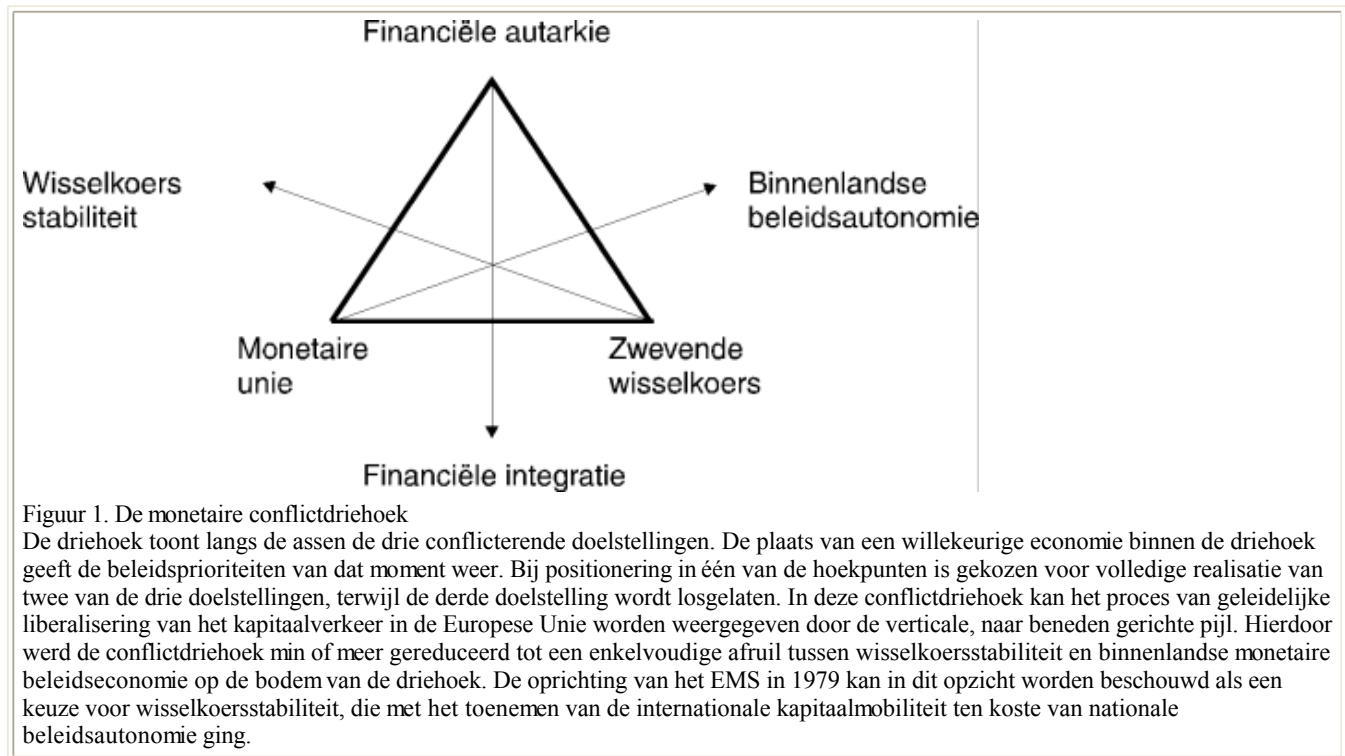 Financiële autarkie
Wisselkoers
stabiliteit
Binnenlandse
beleidsautonomie
Monetaire
unie
Zwevende
wisselkoers
Financiële integratie
Figuur 1. De monetaire conflictdriehoek
De driehoek toont langs de assen de drie conflicterende doelstellingen. De plaats van een willekeurige economie binnen de driehoek
geeft de beleidsprioriteiten van dat moment weer. Bij positionering in één van de hoekpunten is gekozen voor volledige realisatie van
twee van de drie doelstellingen, terwijl de derde doelstelling wordt losgelaten. In deze conflictdriehoek kan het proces van geleidelijke
liberalisering van het kapitaalverkeer in de Europese Unie worden weergegeven door de verticale, naar beneden gerichte pijl. Hierdoor
werd de conflictdriehoek min of meer gereduceerd tot een enkelvoudige afruil tussen wisselkoersstabiliteit en binnenlandse monetaire
beleidseconomie op de bodem van de driehoek. De oprichting van het EMS in 1979 kan in dit opzicht worden beschouwd als een
keuze voor wisselkoersstabiliteit, die met het toenemen van de internationale kapitaalmobiliteit ten koste van nationale
beleidsautonomie ging.